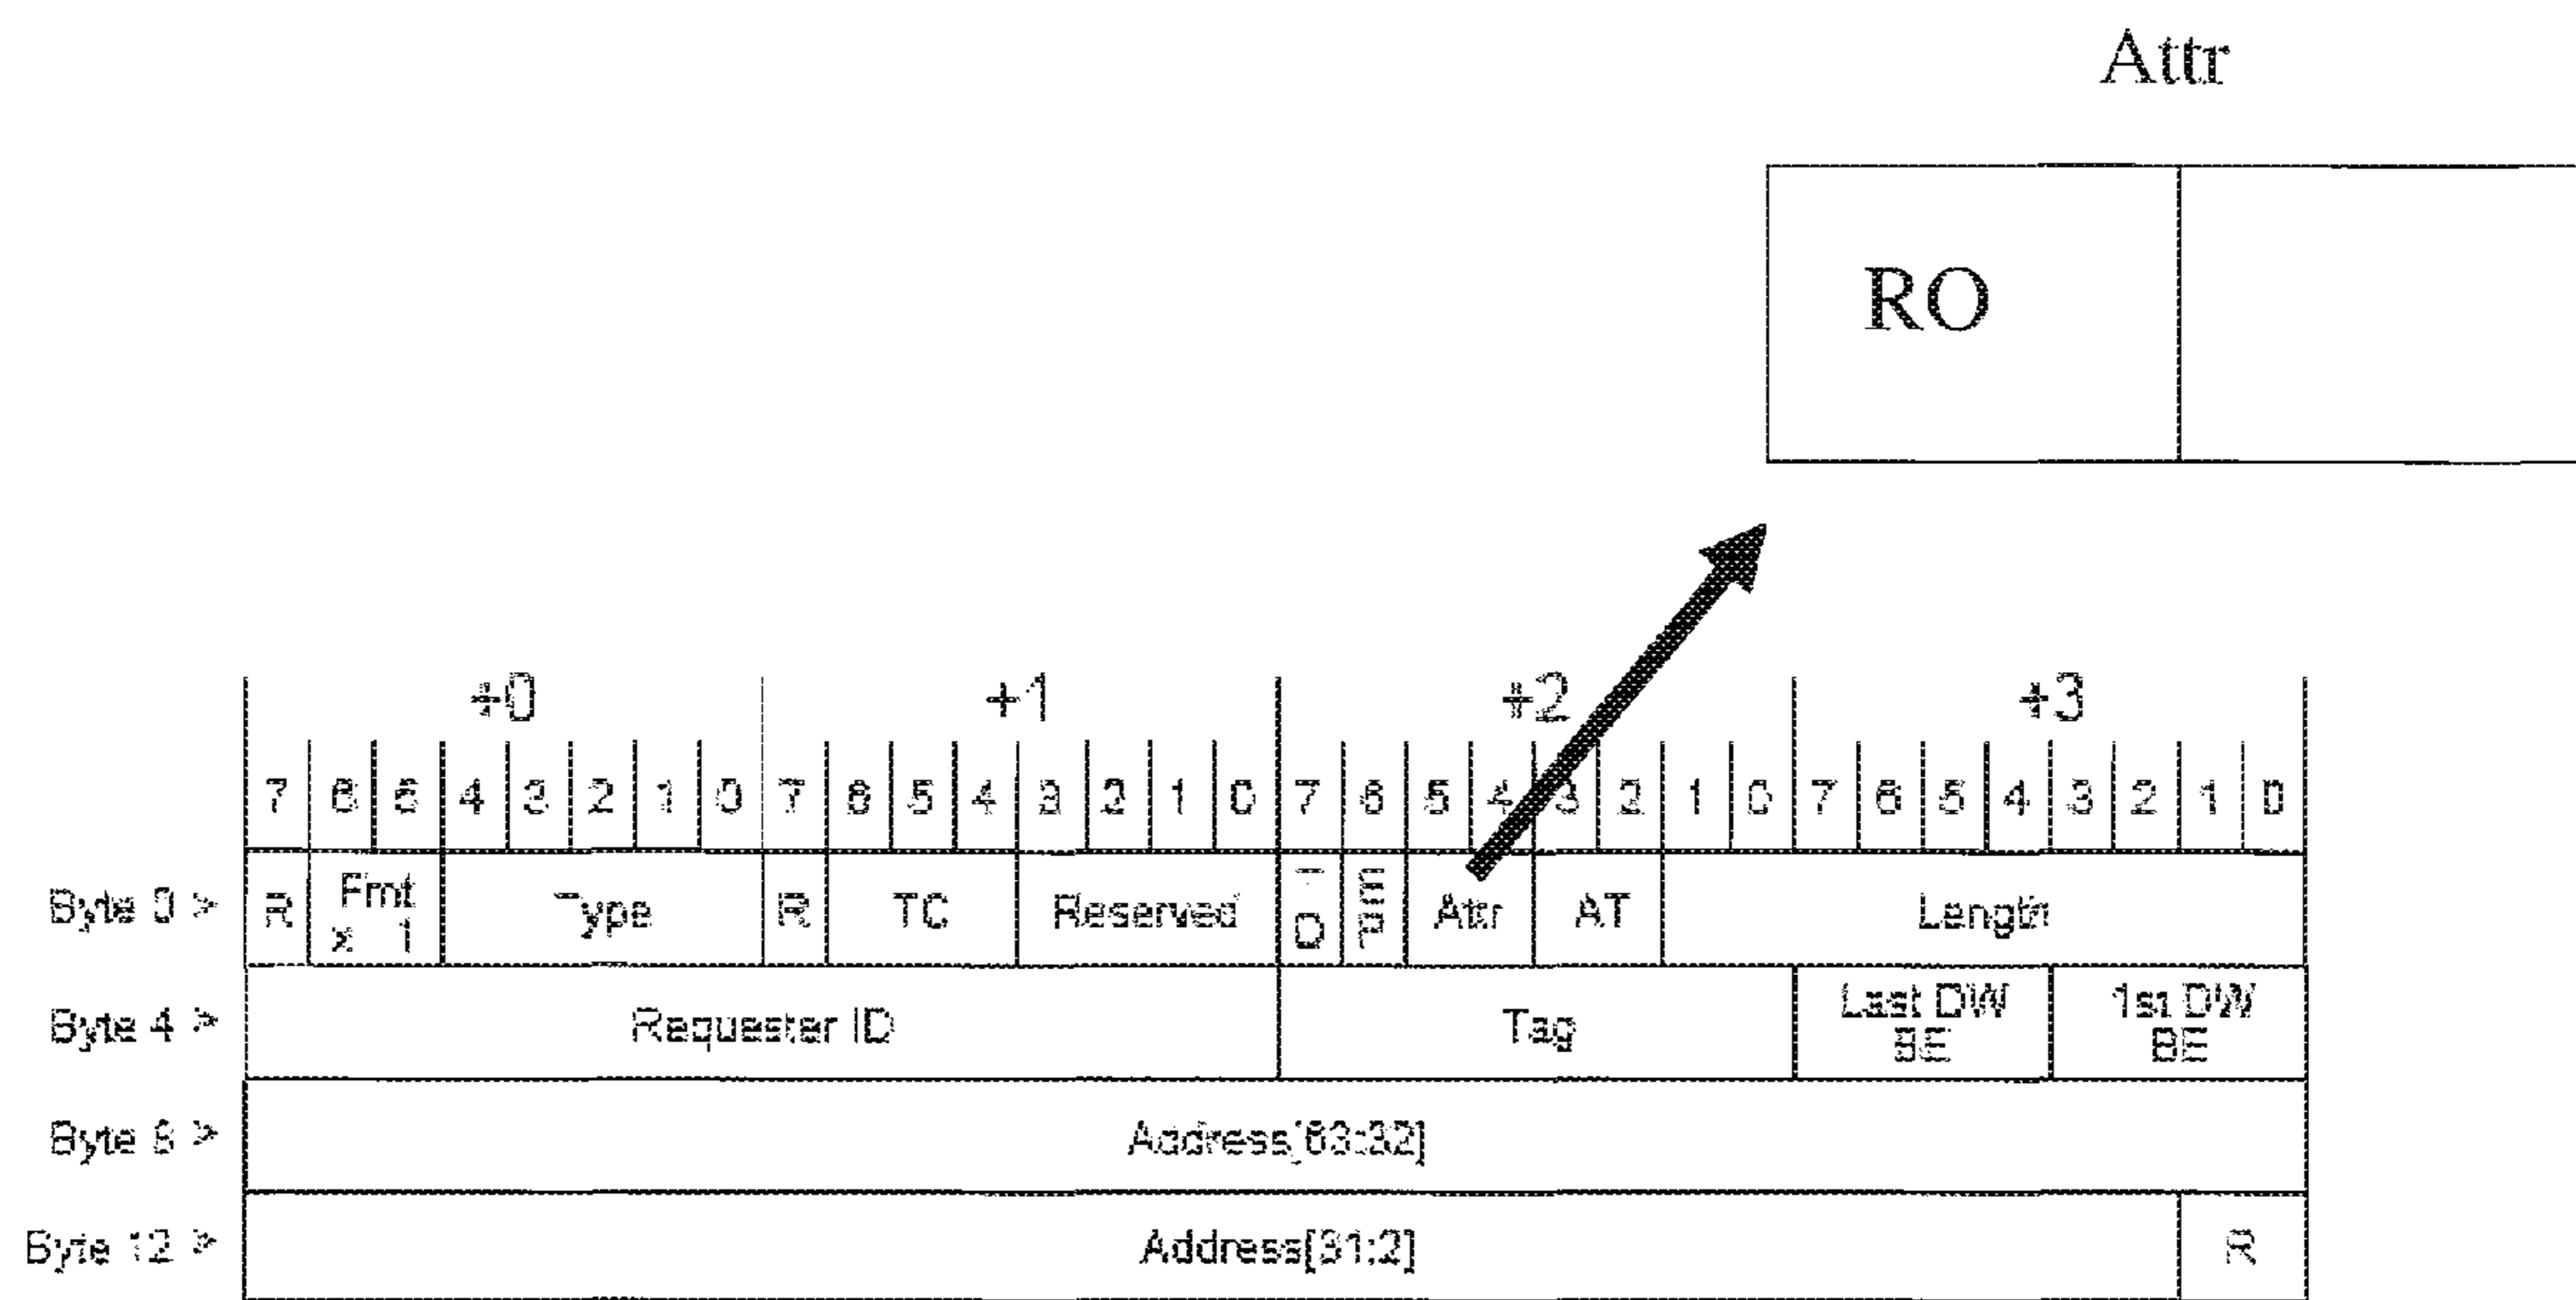 Attr
RO
+0 +1 +2 +3
7 6 5 4 3 2 1 0 7 6 5 4 3 2 1 0 7 6 5 4 3 2 1 0 7 6 5 4 3 2 1 0
Byte 0 > R Fmt x 1 Type R TC Reserved T D EP Attr AT Length
Byte 4 > Requester ID Tag Last DW BE 1st DW BE
Byte 8 > Address[63:32]
Byte 12 > Address[31:2] R